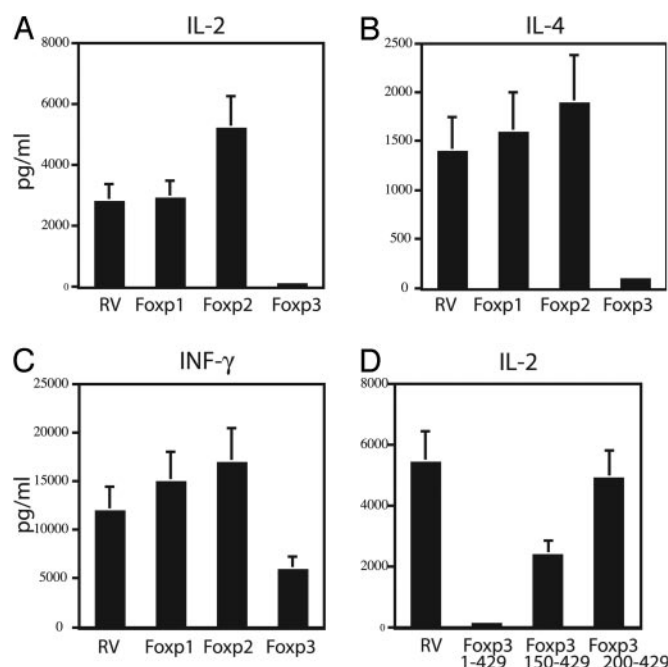 A IL-2
8000
6000
4000
2000
0
pg/ml
RV Foxp1 Foxp2 Foxp3
B IL-4
2500
2000
1500
1000
500
0
RV Foxp1 Foxp2 Foxp3
C INF-γ
25000
20000
15000
10000
5000
0
pg/ml
RV Foxp1 Foxp2 Foxp3
D IL-2
8000
6000
4000
2000
0
RV Foxp3 Foxp3 Foxp3
1-429 150-429 200-429